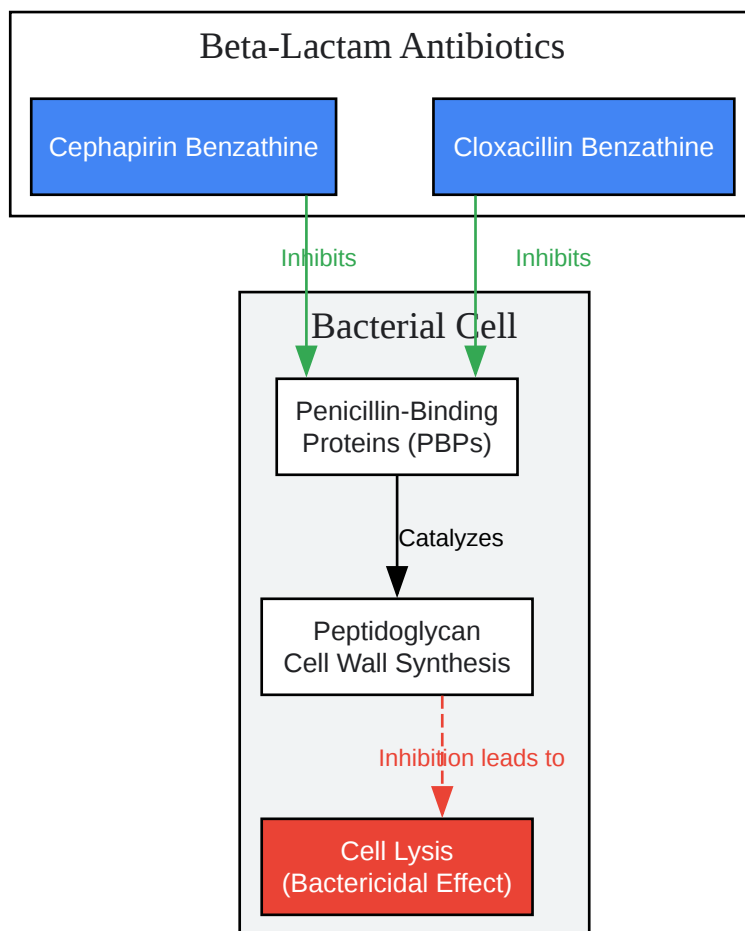 Beta-Lactam Antibiotics
Cephapirin Benzathine
Cloxacillin Benzathine
Inhibits
Inhibits
Bacterial Cell
Penicillin-Binding
Proteins (PBPs)
Catalyzes
Peptidoglycan
Cell Wall Synthesis
Inhibition leads to
Cell Lysis
(Bactericidal Effect)